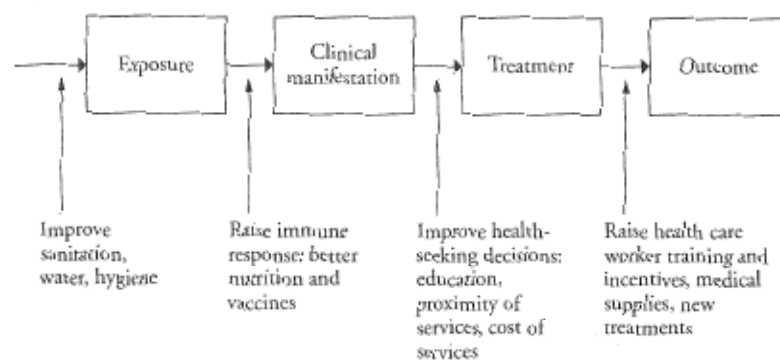 Exposure
Clinical
manifestation
Treatment
Outcome
Improve
sanitation,
water, hygiene
Raise immune
response: better
nutrition and
vaccines
Improve health-
seeking decisions:
education,
proximity of
services, cost of
services
Raise health care
worker training and
incentives, medical
supplies, new
treatments